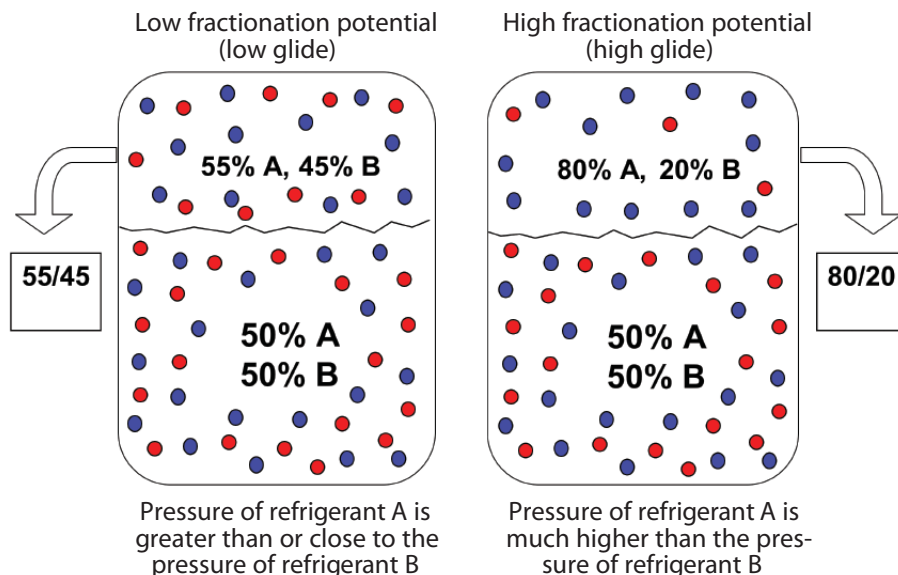 Low fractionation potential
(low glide)
55% A, 45% B
55/45
50% A
50% B
Pressure of refrigerant A is
greater than or close to the
pressure of refrigerant B
High fractionation potential
(high glide)
80% A, 20% B
80/20
50% A
50% B
Pressure of refrigerant A is
much higher than the pres-
sure of refrigerant B